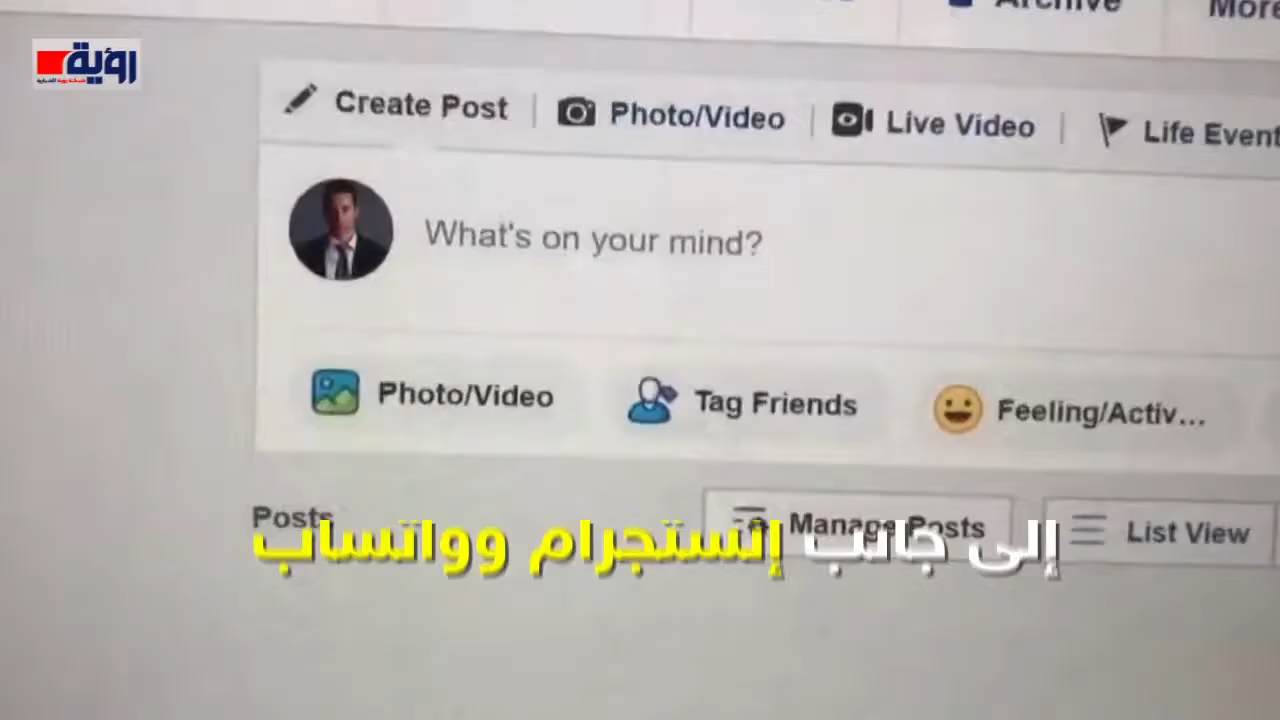 Archive
More
رؤية
Create Post
Photo/Video
Live Video
Life Event
What's on your mind?
Photo/Video
Tag Friends
Feeling/Activ...
Posts
Manage Posts
List View
إلى جانب إنستجرام وواتساب